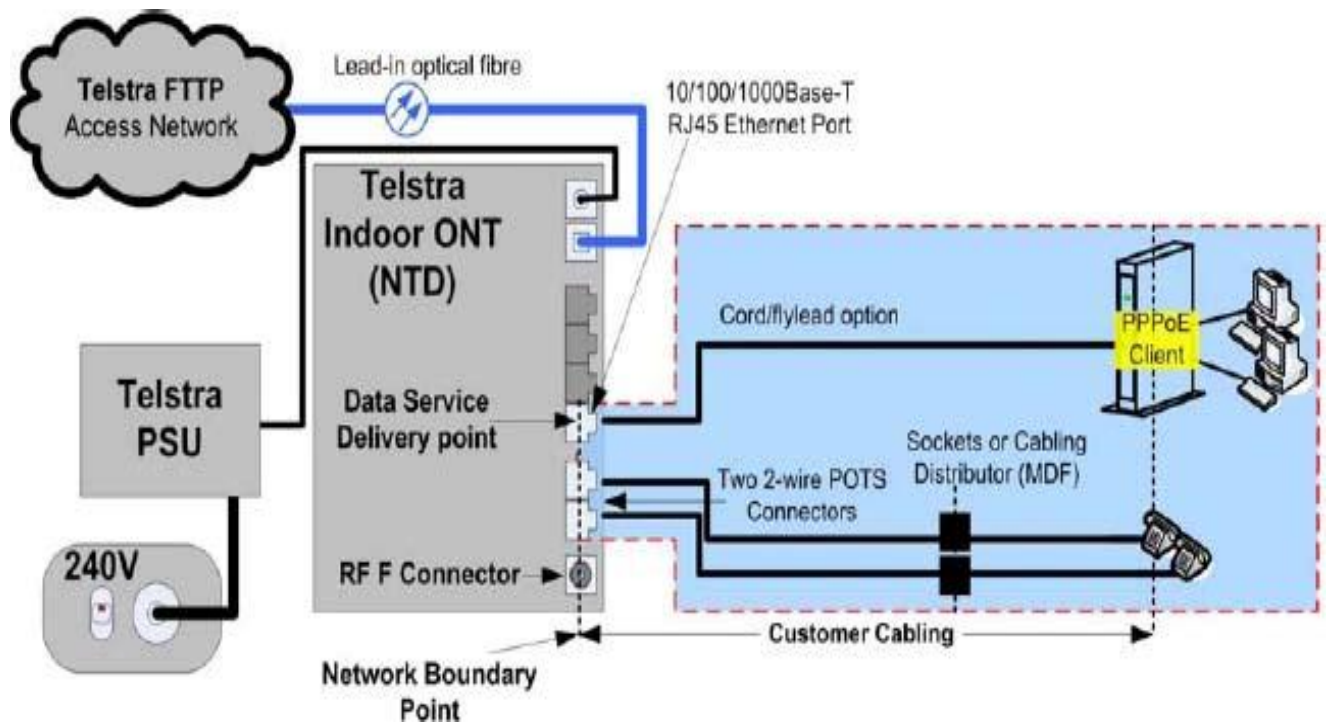 Telstra FTTP
Access Network
Lead-in optical fibre
10/100/1000Base-T
RJ45 Ethernet Port
Telstra
Indoor ONT
(NTD)
Cord/flylead option
PPPoE
Client
Telstra
PSU
Data Service
Delivery point
Sockets or Cabling
Distributor (MDF)
Two 2-wire POTS
Connectors
240V
RF F Connector
Customer Cabling
Network Boundary
Point